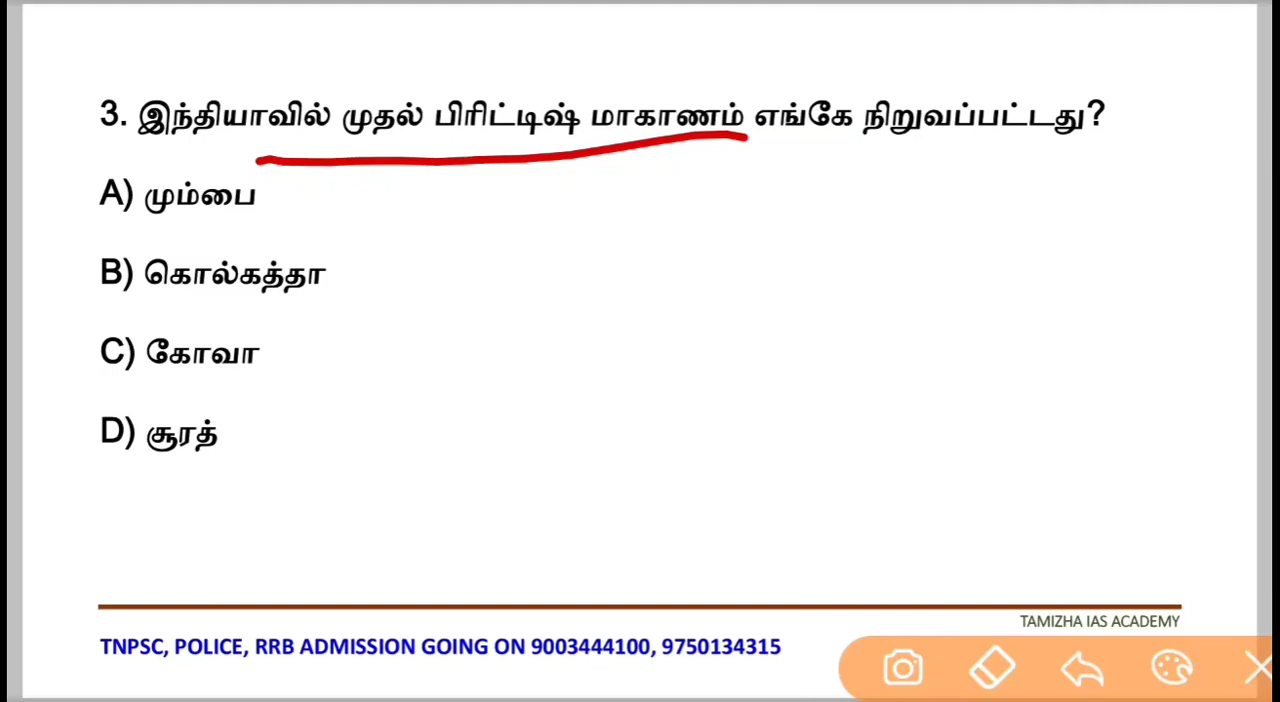 3. இந்தியாவில் முதல் பிரிட்டிஷ் மாகாணம் எங்கே நிறுவப்பட்டது?
A) மும்பை
B) கொல்கத்தா
C) கோவா
D) சூரத்
TAMIZHA IAS ACADEMY
TNPSC, POLICE, RRB ADMISSION GOING ON 9003444100, 9750134315